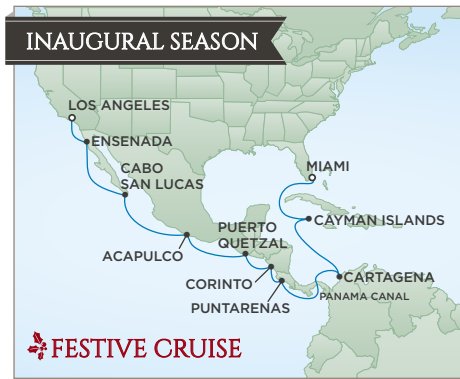 INAUGURAL SEASON
LOS ANGELES
ENSENADA
CABO
SAN LUCAS
MIAMI
CAYMAN ISLANDS
PUERTO
QUETZAL
ACAPULCO
CORINTO
CARTAGENA
PUNTARENAS
PANAMA CANAL
FESTIVE CRUISE